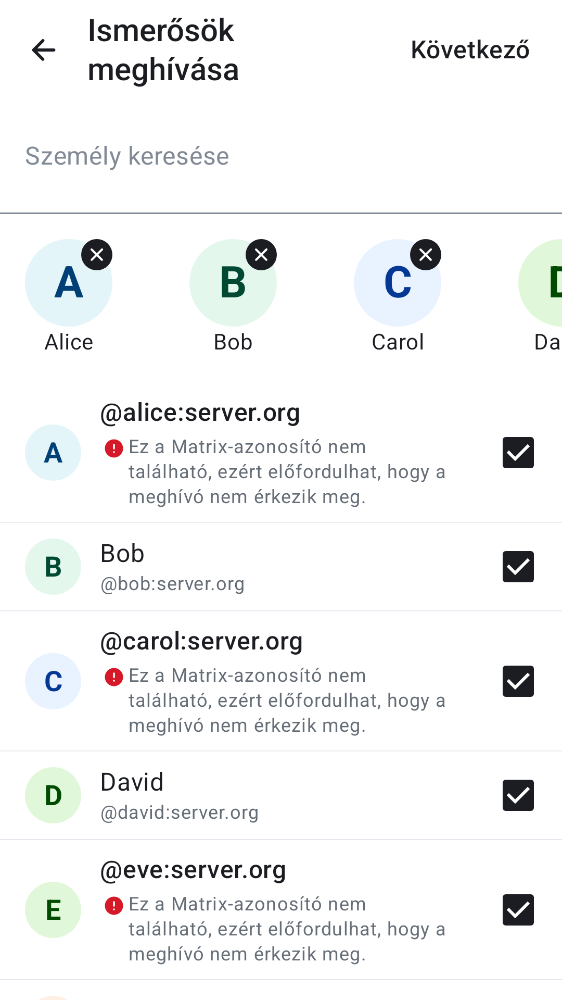 Ismerősök
meghívása
Következő
Személy keresése
A
B
C
Alice
Bob
Carol
Da
@alice:server.org
A
Ez a Matrix-azonosító nem
található, ezért előfordulhat, hogy a
meghívó nem érkezik meg.
B
Bob
@bob:server.org
@carol:server.org
C
Ez a Matrix-azonosító nem
található, ezért előfordulhat, hogy a
meghívó nem érkezik meg.
D
David
@david:server.org
@eve:server.org
E
Ez a Matrix-azonosító nem
található, ezért előfordulhat, hogy a
meghívó nem érkezik meg.